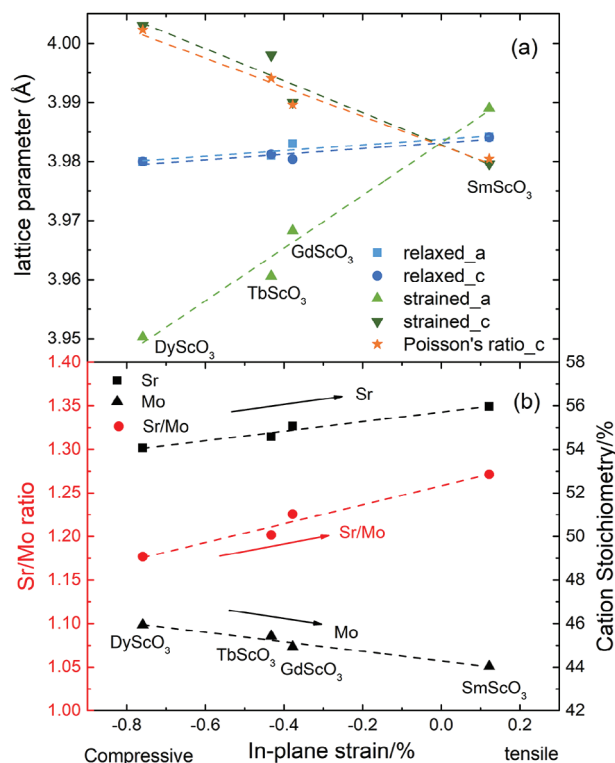 4.00
3.99
3.98
3.97
3.96
3.95
lattice parameter (Å)
(a)
SmScO3
GdScO3
TbScO3
DyScO3
relaxed_a
relaxed_c
strained_a
strained_c
Poisson's ratio_c
1.40
1.35
1.30
1.25
1.20
1.15
1.10
1.05
1.00
Sr/Mo ratio
58
56
54
52
50
48
46
44
42
Cation Stoichiometry/%
Sr
Mo
Sr/Mo
Sr
(b)
Sr/Mo
Mo
DyScO3
TbScO3
GdScO3
SmScO3
-0.8 -0.6 -0.4 -0.2 0.0 0.2
Compressive In-plane strain/% tensile